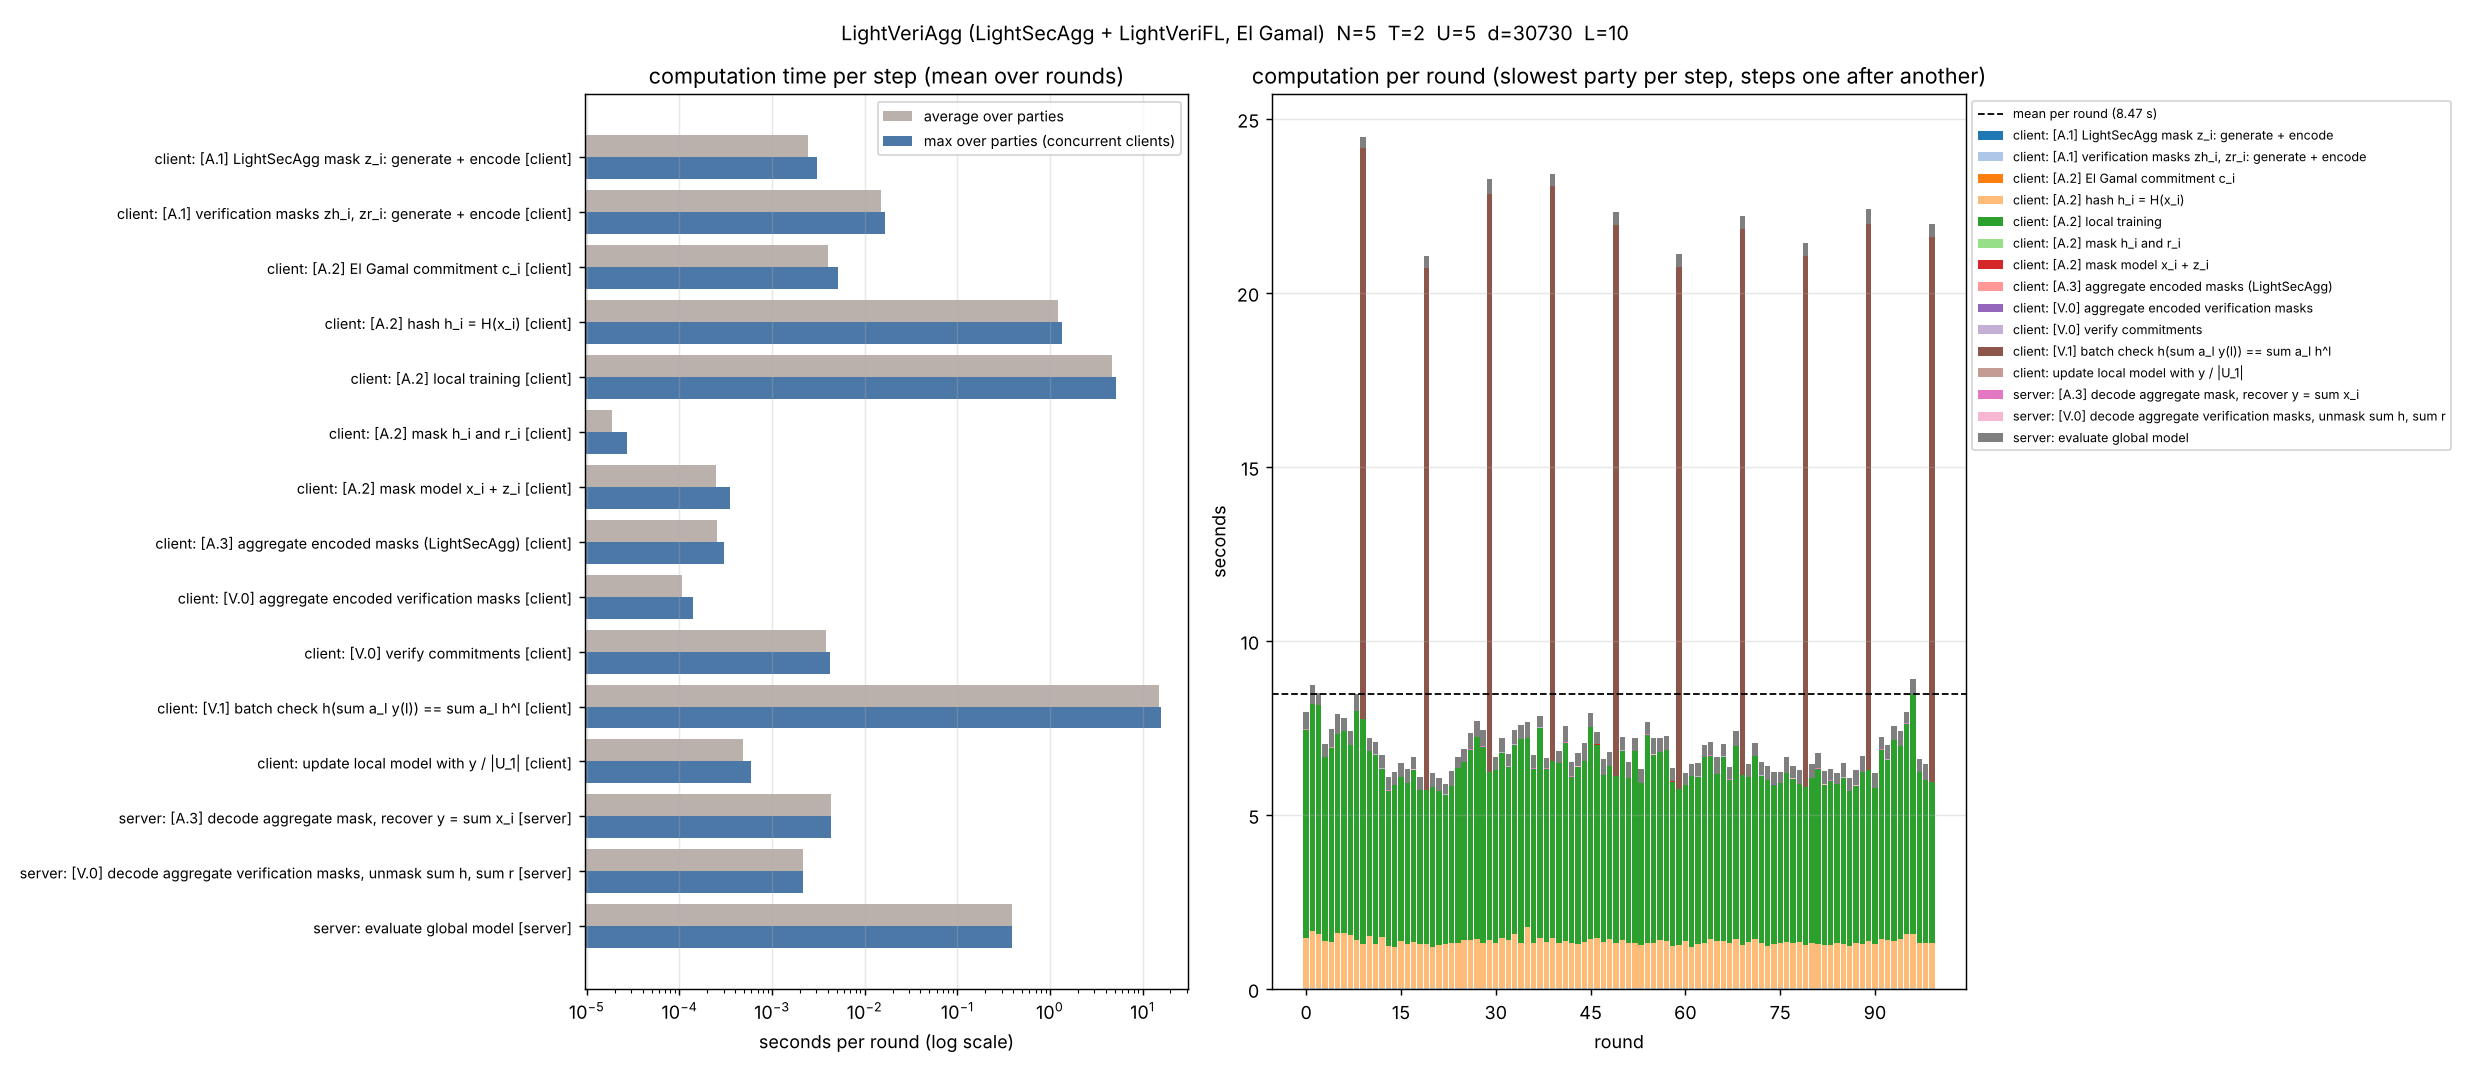 LightVeriAgg (LightSecAgg + LightVeriFL, El Gamal)  N=5  T=2  U=5  d=30730  L=10
computation time per step (mean over rounds)
average over parties
max over parties (concurrent clients)
client: [A.1] LightSecAgg mask z_i: generate + encode [client]
client: [A.1] verification masks zh_i, zr_i: generate + encode [client]
client: [A.2] El Gamal commitment c_i [client]
client: [A.2] hash h_i = H(x_i) [client]
client: [A.2] local training [client]
client: [A.2] mask h_i and r_i [client]
client: [A.2] mask model x_i + z_i [client]
client: [A.3] aggregate encoded masks (LightSecAgg) [client]
client: [V.0] aggregate encoded verification masks [client]
client: [V.0] verify commitments [client]
client: [V.1] batch check h(sum a_l y(l)) == sum a_l h^l [client]
client: update local model with y / |U_1| [client]
server: [A.3] decode aggregate mask, recover y = sum x_i [server]
server: [V.0] decode aggregate verification masks, unmask sum h, sum r [server]
server: evaluate global model [server]
10⁻⁵ 10⁻⁴ 10⁻³ 10⁻² 10⁻¹ 10⁰ 10¹
seconds per round (log scale)
computation per round (slowest party per step, steps one after another)
25
20
15
10
5
0
seconds
0 15 30 45 60 75 90
round
mean per round (8.47 s)
client: [A.1] LightSecAgg mask z_i: generate + encode
client: [A.1] verification masks zh_i, zr_i: generate + encode
client: [A.2] El Gamal commitment c_i
client: [A.2] hash h_i = H(x_i)
client: [A.2] local training
client: [A.2] mask h_i and r_i
client: [A.2] mask model x_i + z_i
client: [A.3] aggregate encoded masks (LightSecAgg)
client: [V.0] aggregate encoded verification masks
client: [V.0] verify commitments
client: [V.1] batch check h(sum a_l y(l)) == sum a_l h^l
client: update local model with y / |U_1|
server: [A.3] decode aggregate mask, recover y = sum x_i
server: [V.0] decode aggregate verification masks, unmask sum h, sum r
server: evaluate global model